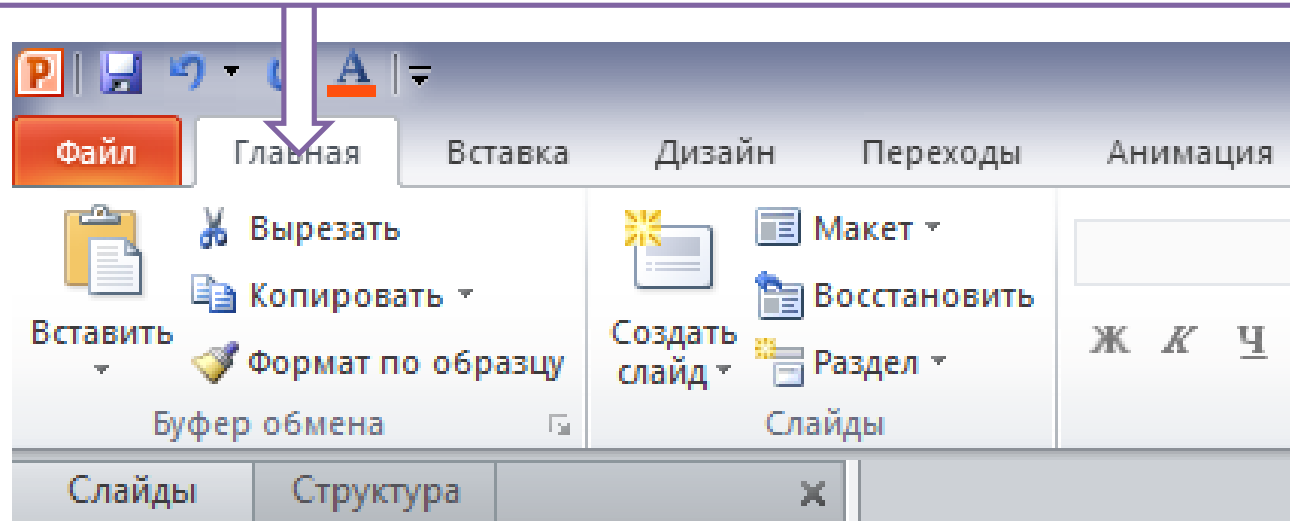 P A
Файл Главная Вставка Дизайн Переходы Анимация
Вырезать Макет
Копировать Восстановить
Вставить Создать слайд Ж К Ч
Формат по образцу Раздел
Буфер обмена Слайды
Слайды Структура